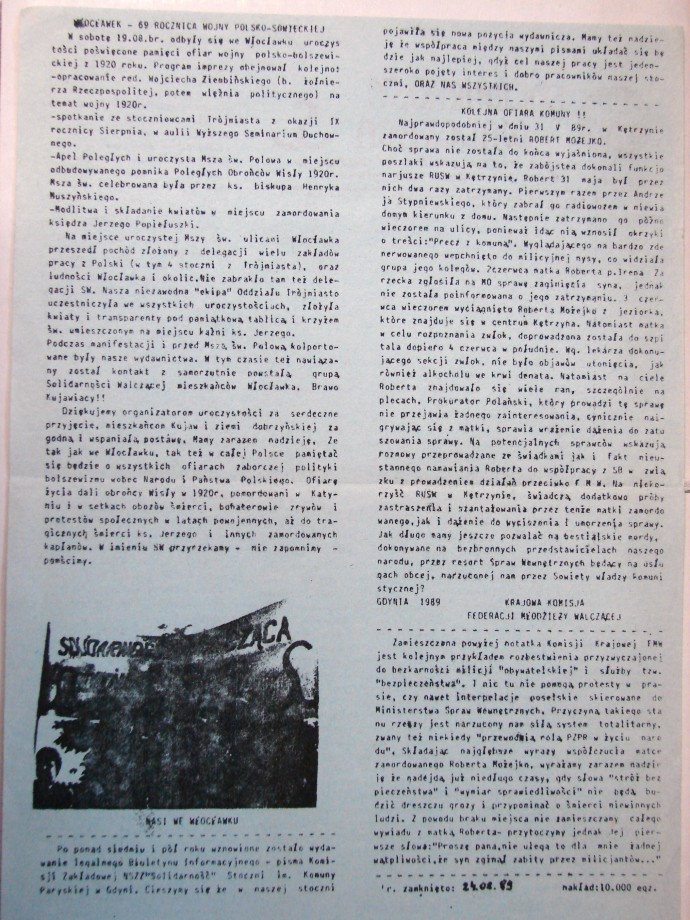 WŁOCŁAWEK - 69 ROCZNICA WOJNY POLSKO-SOWIECKIEJ
W sobotę 19.08.br. odbyły się we Włocławku uroczys
tości poświęcone pamięci ofiar wojny polsko-bolszewi-
ckiej z 1920 roku. Program imprezy obejmował kolejno:
-opracowanie red. Wojciecha Ziembińskiego (b. żołnie-
rza Rzeczpospolitej, potem więźnia politycznego) na
temat wojny 1920r.
-spotkanie ze stoczniowcami Trójmiasta z okazji IX
rocznicy Sierpnia, w aulii Wyższego Seminarium Duchow-
nego.
-Apel Poległych i uroczysta Msza św. Polowa w miejscu
odbudowywanego pomnika Poległych Obrońców Wisły 1920r.
Msza św. celebrowana była przez ks. biskupa Henryka
Muszyńskiego.
-Modlitwa i składanie kwiatów w miejscu zamordowania
księdza Jerzego Popiełuszki.
Na miejsce uroczystej Mszy św. ulicami Włocławka
przeszedł pochód złożony z delegacji wielu zakładów
pracy z Polski (w tym 4 stoczni z Trójmiasta), oraz
ludności Włocławka i okolic.Nie zabrakło tam też dele-
gacji SW. Nasza niezawodna "ekipa" Oddziału Trójmiasto
uczestniczyła we wszystkich uroczystościach, złożyła
kwiaty i transparenty pod pamiątkową tablicą i krzyżem
św. umieszczonym na miejscu kaźni ks. Jerzego.
Podczas manifestacji i przed Mszą św. Polową kolporto-
wane były nasze wydawnictwa. W tym czasie też nawiąza-
ny został kontakt z samorzutnie powstałą grupą
Solidarności Walczącej mieszkańców Włocławka. Brawo
Kujawiacy!!
Dziękujemy organizatorom uroczystości za serdeczne
przyjęcie, mieszkańcom Kujaw i ziemi dobrzyńskiej za
godną i wspaniałą postawę. Mamy zarazem nadzieję, że
tak jak we Włocławku, tak też w całej Polsce pamiętać
się będzie o wszystkich ofiarach zaborczej polityki
bolszewizmu wobec Narodu i Państwa Polskiego. Ofiarę
życia dali obrońcy Wisły w 1920r. pomordowani w Katy-
niu i w setkach obozów śmierci, bohaterowie zrywów i
protestów społecznych w latach powojennych, aż do tra-
gicznych śmierci ks. Jerzego i innych zamordowanych
kapłanów. W imieniu SW przyrzekamy - nie zapomnimy -
pomścimy.
SOLIDARNOŚĆ WALCZĄCA
NASI WE WŁOCŁAWKU
Po ponad siedmiu i pół roku wznowione zostało wyda-
wanie legalnego Biuletynu Informacyjnego - pisma Komi-
sji Zakładowej NSZZ"Solidarność" Stoczni im. Komuny
Paryskiej w Gdyni. Cieszymy się że w naszej stoczni
pojawiła się nowa pozycja wydawnicza. Mamy też nadzie-
ję że współpraca między naszymi pismami układać się bę
dzie jak najlepiej, gdyż cel naszej pracy jest jeden-
szeroko pojęty interes i dobro pracowników naszej sto-
czni, ORAZ NAS WSZYSTKICH.
KOLEJNA OFIARA KOMUNY !!
Najprawdopodobniej w dniu 31 V 89r. w Kętrzynie
zamordowany został 25-letni ROBERT MOŻEJKO.
Choć sprawa nie została do końca wyjaśniona, wszystkie
poszlaki wskazują na to, że zabójstwa dokonali funkcjo
narjusze RUSW w Kętrzynie. Robert 31 maja był przez
nich dwa razy zatrzymany. Pierwszym razem przez Andrze
ja Stypniewskiego, który zabrał go radiowozem w niewia
domym kierunku z domu. Następnie zatrzymano go późno
wieczorem na ulicy, ponieważ idąc nią wznosił okrzyki
o treści:"Precz z komuną". Wyglądającego na bardzo zde
nerwowanego wepchnięto do milicyjnej nysy, co widziała
grupa jego kolegów. 2czerwca matka Roberta p.Irena Za
rzecka zgłosiła na MO sprawę zaginięcia syna, jednak
nie została poinformowana o jego zatrzymaniu. 3 czer-
wca wieczorem wyciągnięto Roberta Możejko z jeziorka,
które znajduje się w centrum Kętrzyna. Natomiast matka
w celu rozpoznania zwłok, doprowadzona została do szpi
tala dopiero 4 czerwca w południe. Wg. lekarza dokonu-
jącego sekcji zwłok, nie było objawów utonięcia, jak
również alkocholu we krwi denata. Natomiast na ciele
Roberta znajdowało się wiele ran, szczególnie na
plecach. Prokurator Polański, który prowadzi tę sprawę
nie przejawia żadnego zainteresowania, cynicznie nai-
grywając się z matki, sprawia wrażenie dążenia do zatu
szowania sprawy. Na potencjalnych sprawców wskazują
rozmowy przeprowadzane ze świadkami jak i fakt nieu-
stannego namawiania Roberta do współpracy z SB w zwią
zku z prowadzeniem działań przeciwko F M W. Na nieko-
rzyść RUSW w Kętrzynie, świadczą dodatkowo próby
zastraszenia i szantażowania przez tenże matki zamordo
wanego,jak i dążenie do wyciszenia i umorzenia sprawy.
Jak długo mamy jeszcze pozwalać na bestialskie mordy,
dokonywane na bezbronnych przedstawicielach naszego
narodu, przez resort Spraw Wewnętrznych będący na usłu
gach obcej, narzuconej nam przez Sowiety władzy komuni
stycznej?
GDYNIA 1989 KRAJOWA KOMISJA
FEDERACJI MŁODZIEŻY WALCZĄCEJ
Zamieszczona powyżej notatka Komisji Krajowej FMW
jest kolejnym przykładem rozbestwienia przyzwyczajonej
do bezkarności milicji "obywatelskiej" i służby tzw.
"bezpieczeństwa". I nic tu nie pomogą protesty w pra-
sie, czy nawet interpelacje poselskie skierowane do
Ministerstwa Spraw Wewnętrznych. Przyczyną takiego sta
nu rzeczy jest narzucony nam siłą system totalitarny,
zwany też niekiedy "przewodnią rolą PZPR w życiu naro
du". Składając najgłębsze wyrazy współczucia matce
zamordowanego Roberta Możejko, wyrażamy zarazem nadzie
ję że nadejdą już niedługo czasy, gdy słowa "stróż bez
pieczeństwa" i "wymiar sprawiedliwości" nie będą bu-
dzić dreszczu grozy i przypominać o śmierci niewinnych
ludzi. Z powodu braku miejsca nie zamieszczamy całego
wywiadu z matką Roberta- przytoczymy jednak jej pier-
wsze słowa:"Proszę pana,nie ulega to dla mnie żadnej
wątpliwości,że syn zginął zabity przez milicjantów..."
r. zamknięto: 24.08.89 nakład:10.000 egz.